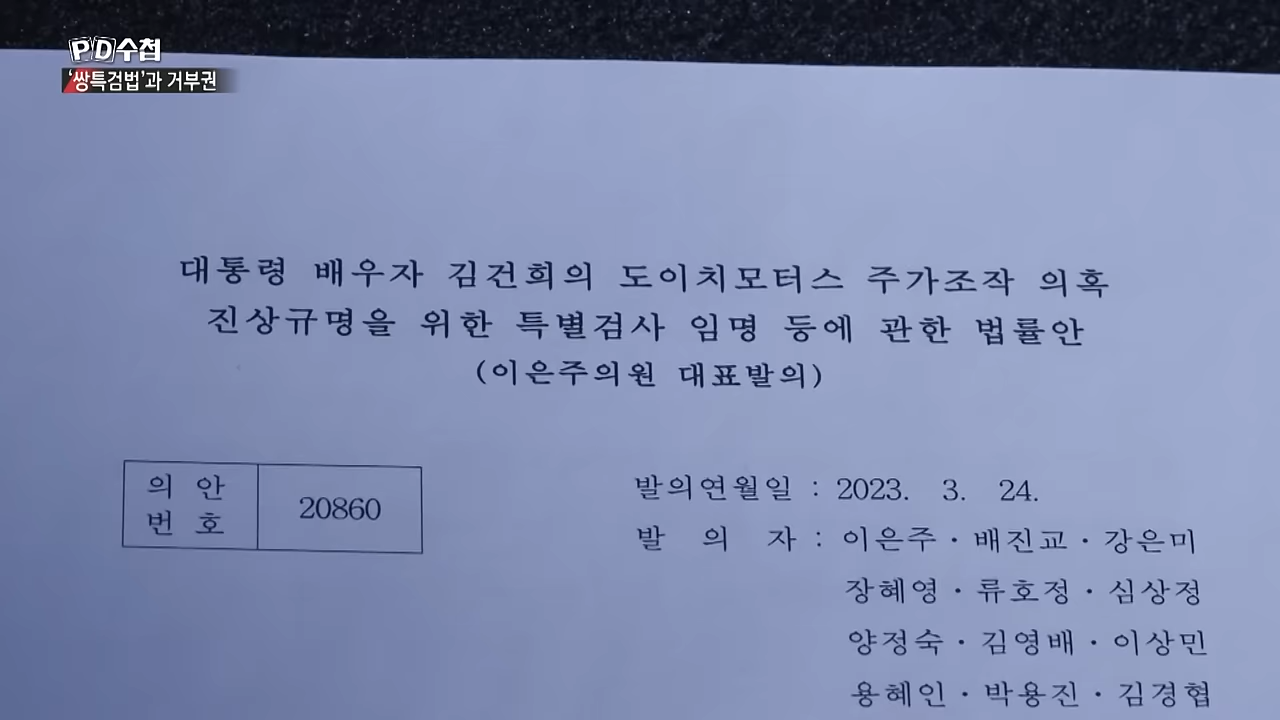 PD수첩
‘쌍특검법’과 거부권
대통령 배우자 김건희의 도이치모터스 주가조작 의혹
진상규명을 위한 특별검사 임명 등에 관한 법률안
(이은주의원 대표발의)
의 안
번 호
20860
발의연월일 : 2023. 3. 24.
발 의 자 : 이은주·배진교·강은미
장혜영·류호정·심상정
양정숙·김영배·이상민
용혜인·박용진·김경협